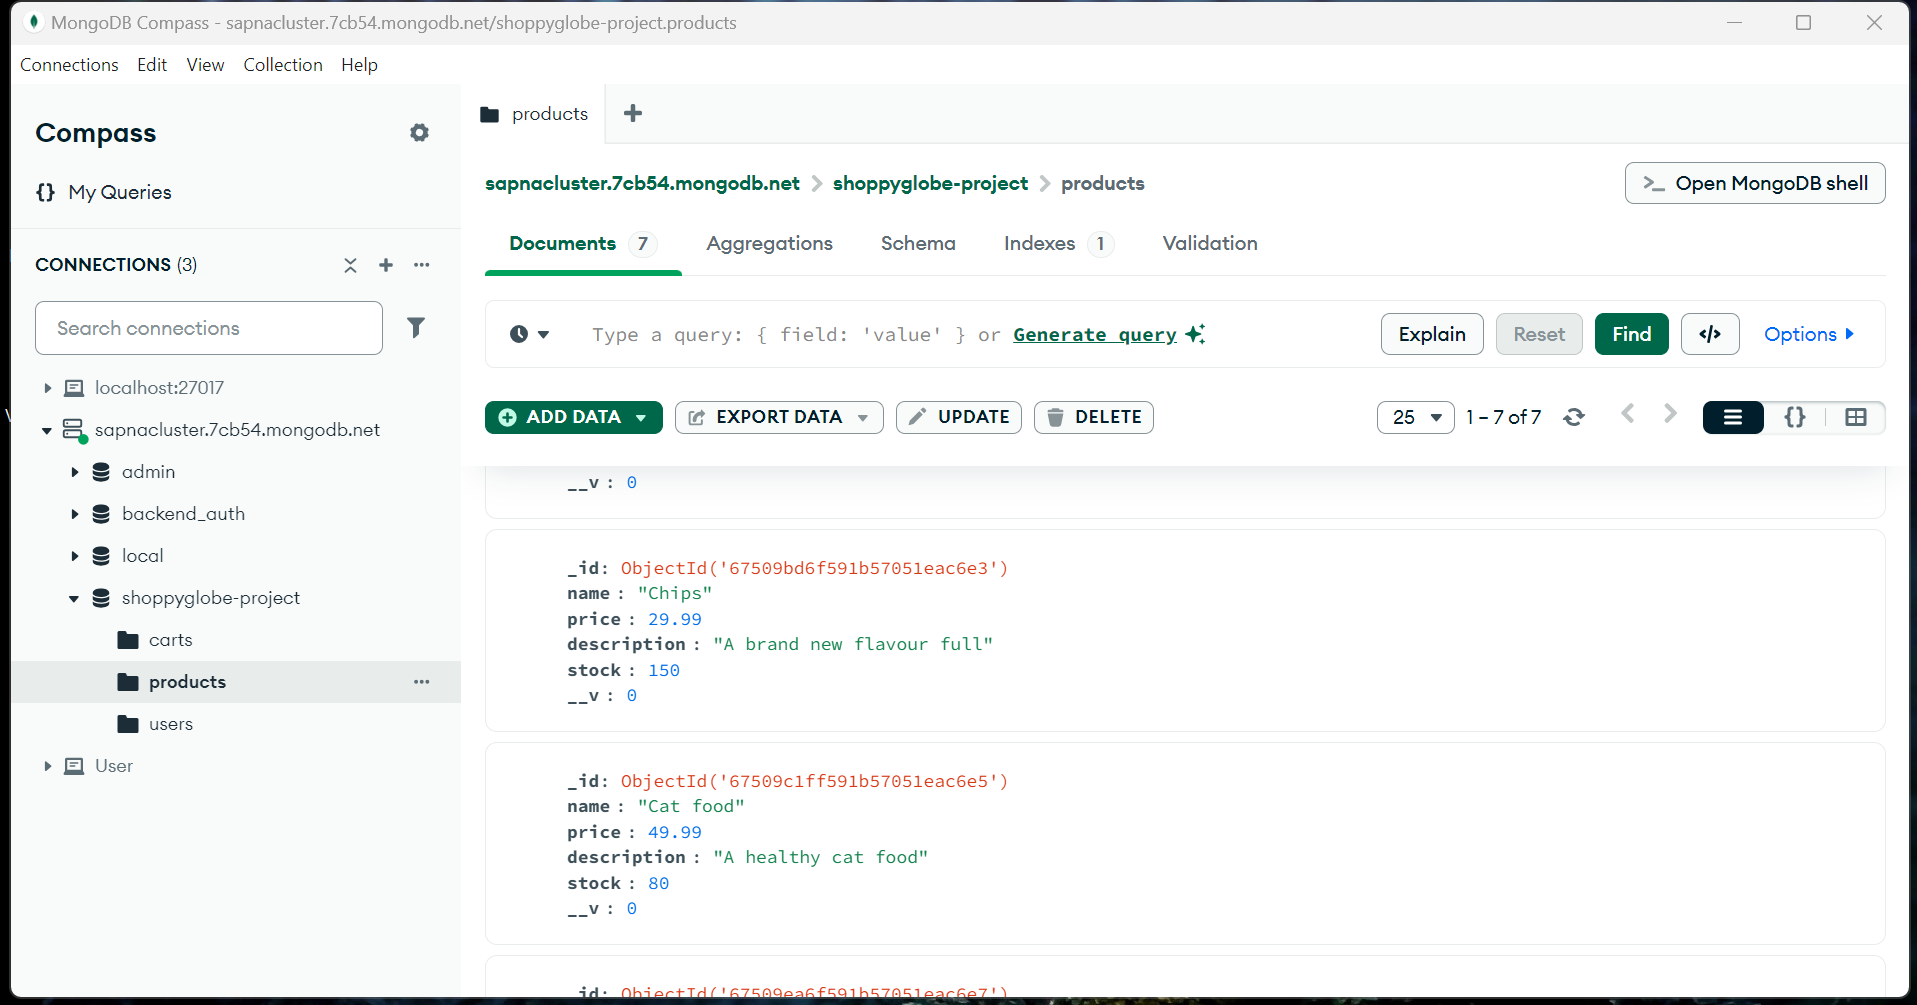 MongoDB Compass - sapnacluster.7cb54.mongodb.net/shoppyglobe-project.products
Connections Edit View Collection Help
Compass
{} My Queries
CONNECTIONS (3)
Search connections
localhost:27017
sapnacluster.7cb54.mongodb.net
admin
backend_auth
local
shoppyglobe-project
carts
products
users
User
products
sapnacluster.7cb54.mongodb.net > shoppyglobe-project > products
>_ Open MongoDB shell
Documents 7 Aggregations Schema Indexes 1 Validation
Type a query: { field: 'value' } or Generate query
Explain Reset Find </> Options
ADD DATA EXPORT DATA UPDATE DELETE
25 1 – 7 of 7 {}
__v : 0
_id: ObjectId('67509bd6f591b57051eac6e3')
name : "Chips"
price : 29.99
description : "A brand new flavour full"
stock : 150
__v : 0
_id: ObjectId('67509c1ff591b57051eac6e5')
name : "Cat food"
price : 49.99
description : "A healthy cat food"
stock : 80
__v : 0
_id: ObjectId('67509ea6f591b57051eac6e7')